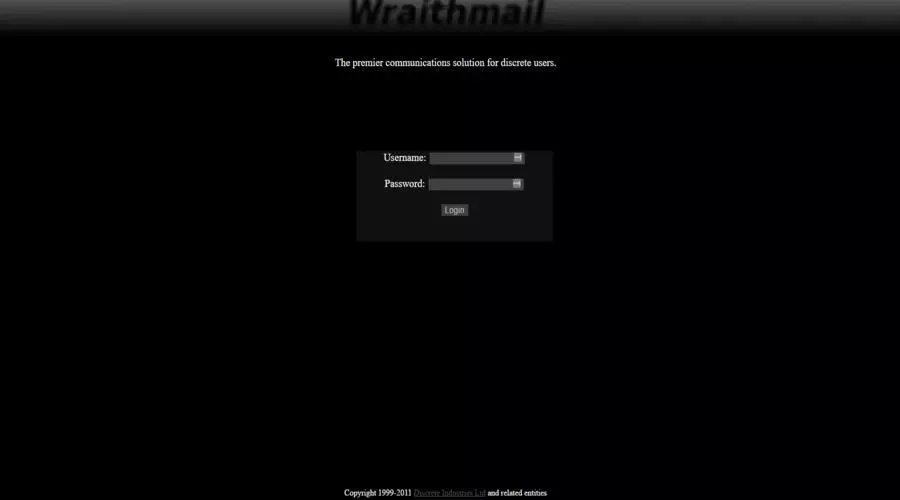 Wraithmail
The premier communications solution for discrete users.
Username:
Password:
Login
Copyright 1999-2011 Discrete Industries Ltd and related entities